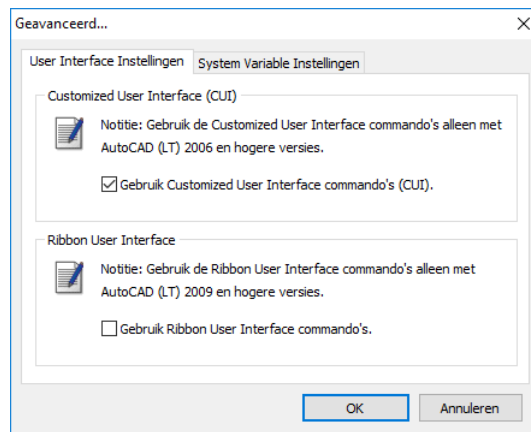 Geavanceerd...
User Interface Instellingen System Variable Instellingen
Customized User Interface (CUI)
Notitie: Gebruik de Customized User Interface commando's alleen met
AutoCAD (LT) 2006 en hogere versies.
Gebruik Customized User Interface commando's (CUI).
Ribbon User Interface
Notitie: Gebruik de Ribbon User Interface commando's alleen met
AutoCAD (LT) 2009 en hogere versies.
Gebruik Ribbon User Interface commando's.
OK Annuleren